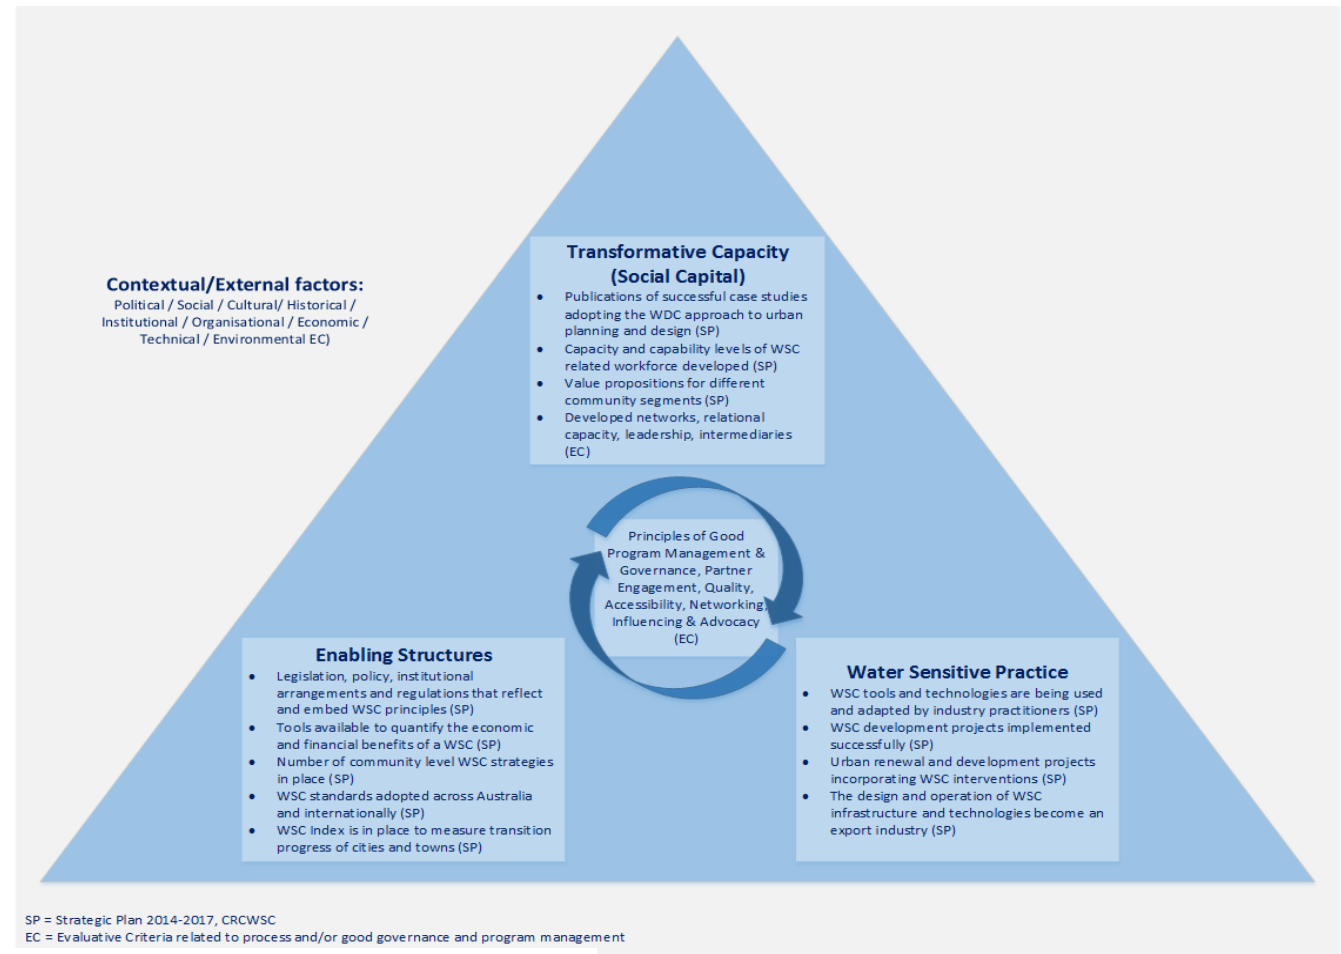 Transformative Capacity
(Social Capital)
• Publications of successful case studies
adopting the WDC approach to urban
planning and design (SP)
• Capacity and capability levels of WSC
related workforce developed (SP)
• Value propositions for different
community segments (SP)
• Developed networks, relational
capacity, leadership, intermediaries
(EC)
Contextual/External factors:
Political / Social / Cultural/ Historical /
Institutional / Organisational / Economic /
Technical / Environmental EC)
Principles of Good
Program Management &
Governance, Partner
Engagement, Quality,
Accessibility, Networking,
Influencing & Advocacy
(EC)
Enabling Structures
• Legislation, policy, institutional
arrangements and regulations that reflect
and embed WSC principles (SP)
• Tools available to quantify the economic
and financial benefits of a WSC (SP)
• Number of community level WSC strategies
in place (SP)
• WSC standards adopted across Australia
and internationally (SP)
• WSC Index is in place to measure transition
progress of cities and towns (SP)
Water Sensitive Practice
• WSC tools and technologies are being used
and adapted by industry practitioners (SP)
• WSC development projects implemented
successfully (SP)
• Urban renewal and development projects
incorporating WSC interventions (SP)
• The design and operation of WSC
infrastructure and technologies become an
export industry (SP)
SP = Strategic Plan 2014-2017, CRCWSC
EC = Evaluative Criteria related to process and/or good governance and program management